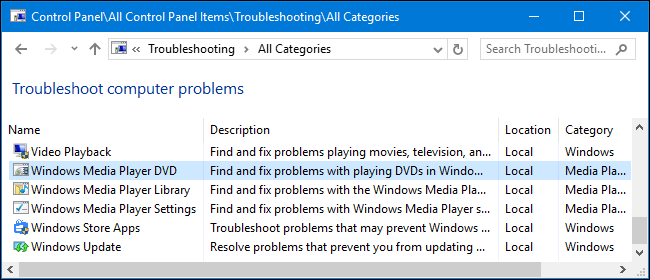 Control Panel\All Control Panel Items\Troubleshooting\All Categories
« Troubleshooting › All Categories Search Troubleshooti...
Troubleshoot computer problems
Name Description Location Category
Video Playback Find and fix problems playing movies, television, an... Local Windows
Windows Media Player DVD Find and fix problems with playing DVDs in Windo... Local Media Pla...
Windows Media Player Library Find and fix problems with the Windows Media Pla... Local Media Pla...
Windows Media Player Settings Find and fix problems with Windows Media Player s... Local Media Pla...
Windows Store Apps Troubleshoot problems that may prevent Windows ... Local Windows
Windows Update Resolve problems that prevent you from updating ... Local Windows